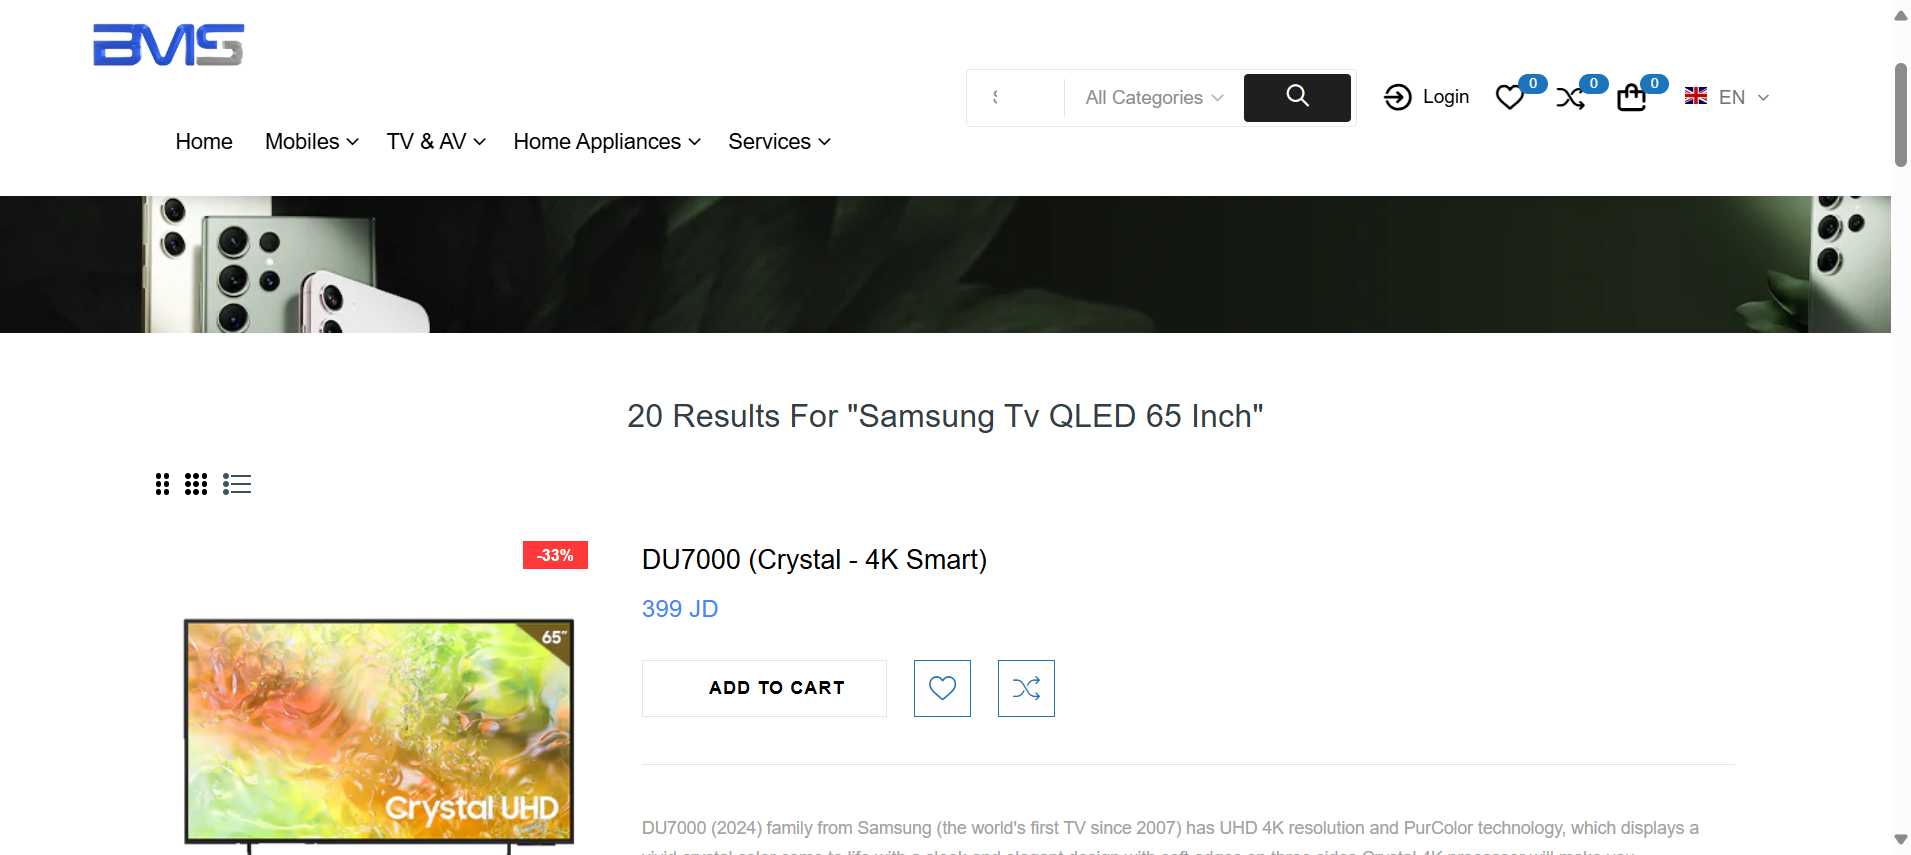 BMS
All Categories
Login
0
0
0
EN
Home
Mobiles
TV & AV
Home Appliances
Services
20 Results For "Samsung Tv QLED 65 Inch"
-33%
DU7000 (Crystal - 4K Smart)
399 JD
65"
Crystal UHD
ADD TO CART
DU7000 (2024) family from Samsung (the world's first TV since 2007) has UHD 4K resolution and PurColor technology, which displays a